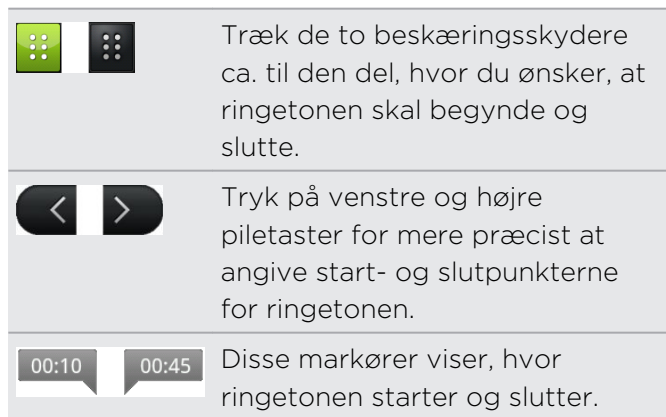 Træk de to beskæringsskydere
ca. til den del, hvor du ønsker, at
ringetonen skal begynde og
slutte.
Tryk på venstre og højre
piletaster for mere præcist at
angive start- og slutpunkterne
for ringetonen.
00:10 00:45 Disse markører viser, hvor
ringetonen starter og slutter.